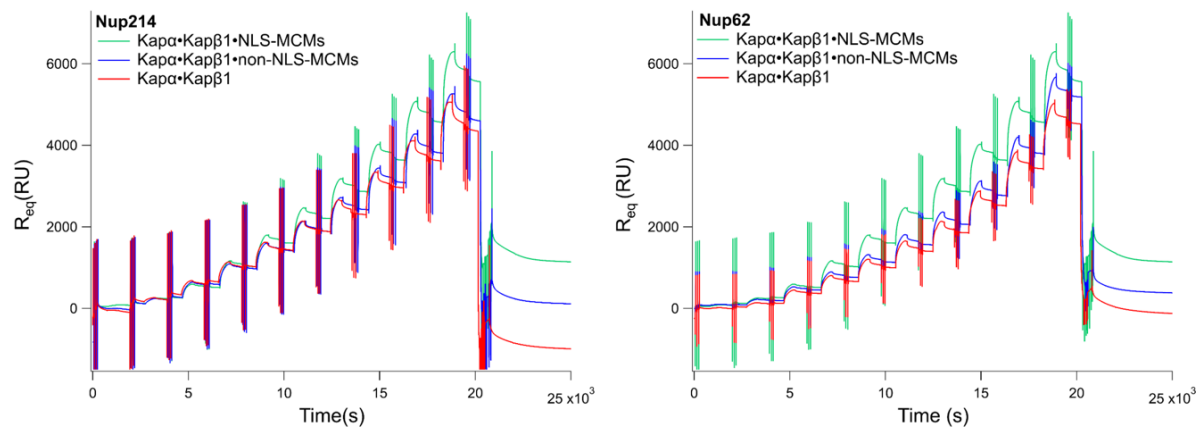 Nup214
Kapα•Kapβ1•NLS-MCMs
Kapα•Kapβ1•non-NLS-MCMs
Kapα•Kapβ1
6000
4000
2000
0
Req(RU)
0
5
10
15
20
25 x10³
Time(s)
Nup62
Kapα•Kapβ1•NLS-MCMs
Kapα•Kapβ1•non-NLS-MCMs
Kapα•Kapβ1
6000
4000
2000
0
Req (RU)
0
5
10
15
20
25 x10³
Time (s)